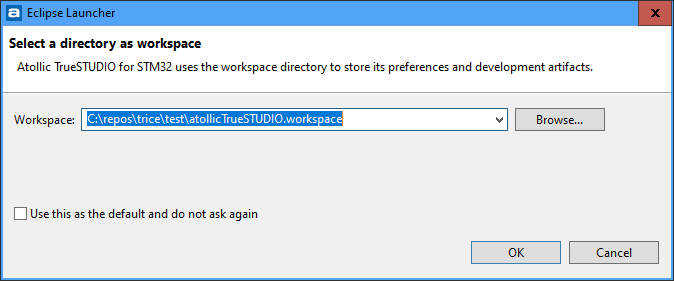 a Eclipse Launcher
Select a directory as workspace
Atollic TrueSTUDIO for STM32 uses the workspace directory to store its preferences and development artifacts.
Workspace: C:\repos\trice\test\atollicTrueSTUDIO.workspace Browse...
Use this as the default and do not ask again
OK Cancel